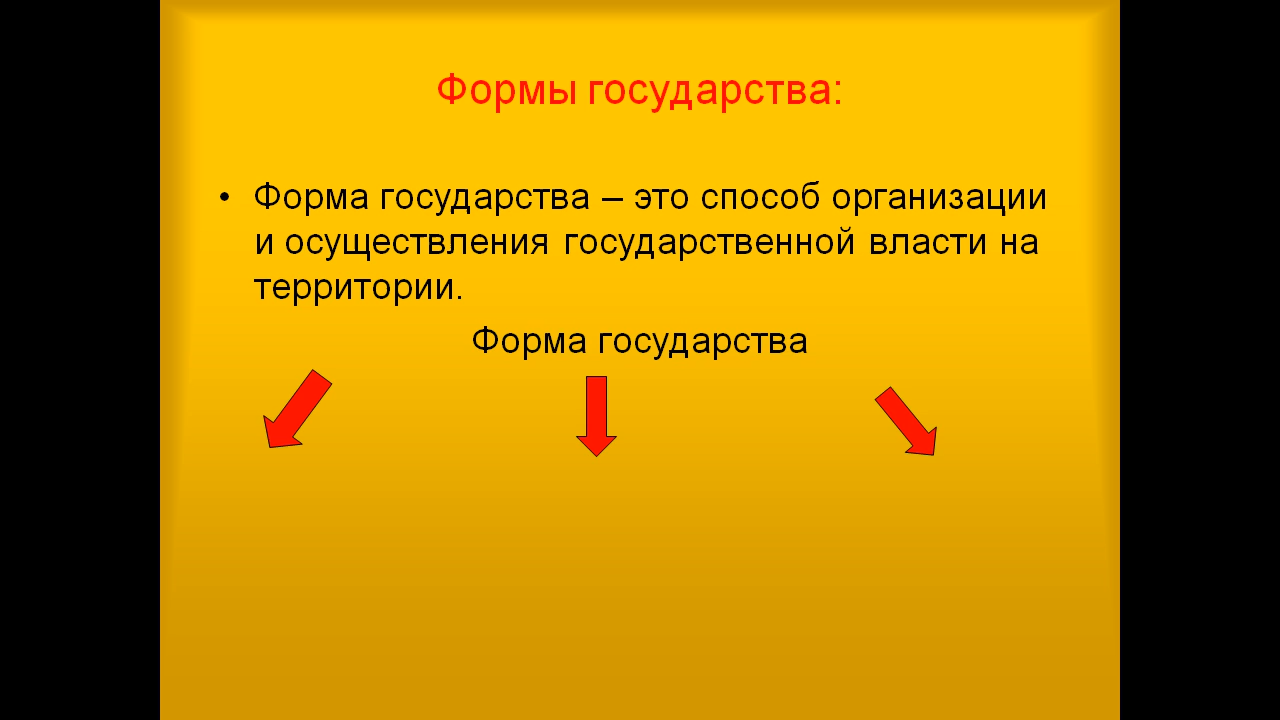 Формы государства:
• Форма государства – это способ организации
и осуществления государственной власти на
территории.
Форма государства